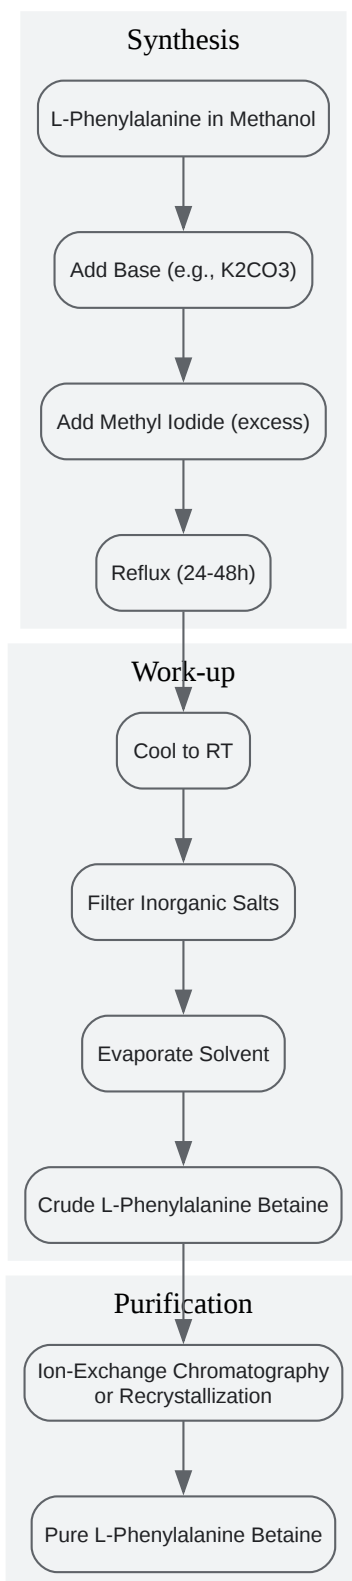 Synthesis
L-Phenylalanine in Methanol
Add Base (e.g., K2CO3)
Add Methyl Iodide (excess)
Reflux (24-48h)
Work-up
Cool to RT
Filter Inorganic Salts
Evaporate Solvent
Crude L-Phenylalanine Betaine
Purification
Ion-Exchange Chromatography
or Recrystallization
Pure L-Phenylalanine Betaine